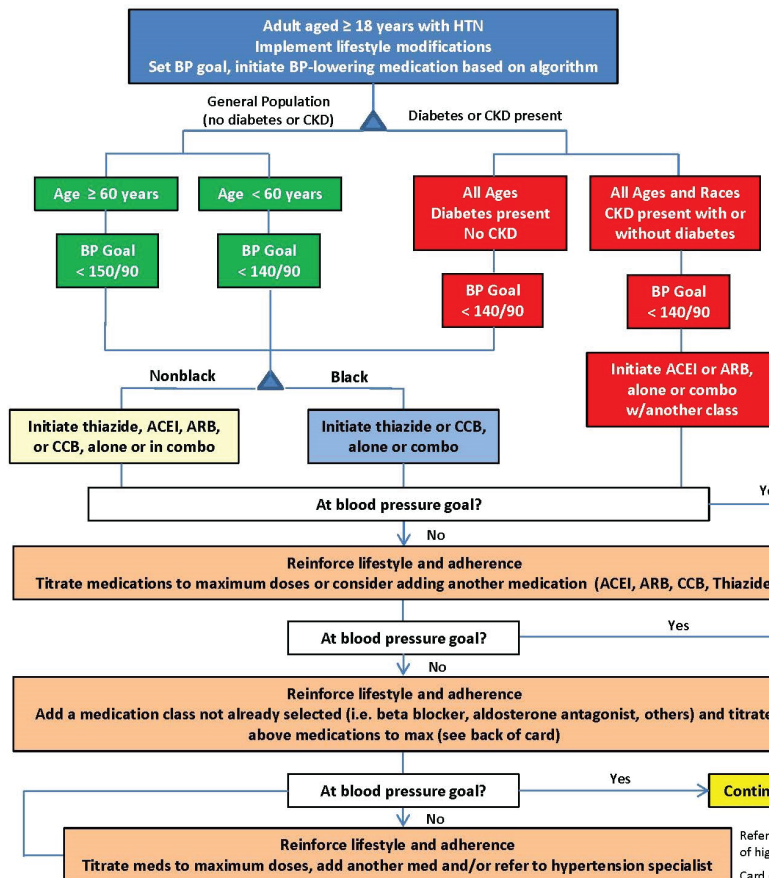 Adult aged ≥ 18 years with HTN
Implement lifestyle modifications
Set BP goal, initiate BP-lowering medication based on algorithm
General Population
(no diabetes or CKD)
Diabetes or CKD present
Age ≥ 60 years
Age < 60 years
All Ages
Diabetes present
No CKD
All Ages and Races
CKD present with or
without diabetes
BP Goal
< 150/90
BP Goal
< 140/90
BP Goal
< 140/90
BP Goal
< 140/90
Nonblack
Black
Initiate thiazide, ACEI, ARB,
or CCB, alone or in combo
Initiate thiazide or CCB,
alone or combo
Initiate ACEI or ARB,
alone or combo
w/another class
At blood pressure goal?
Ye
No
Reinforce lifestyle and adherence
Titrate medications to maximum doses or consider adding another medication (ACEI, ARB, CCB, Thiazide
At blood pressure goal?
Yes
No
Reinforce lifestyle and adherence
Add a medication class not already selected (i.e. beta blocker, aldosterone antagonist, others) and titrate
above medications to max (see back of card)
At blood pressure goal?
Yes
Contin
No
Reinforce lifestyle and adherence
Titrate meds to maximum doses, add another med and/or refer to hypertension specialist
Refer
of hig
Card